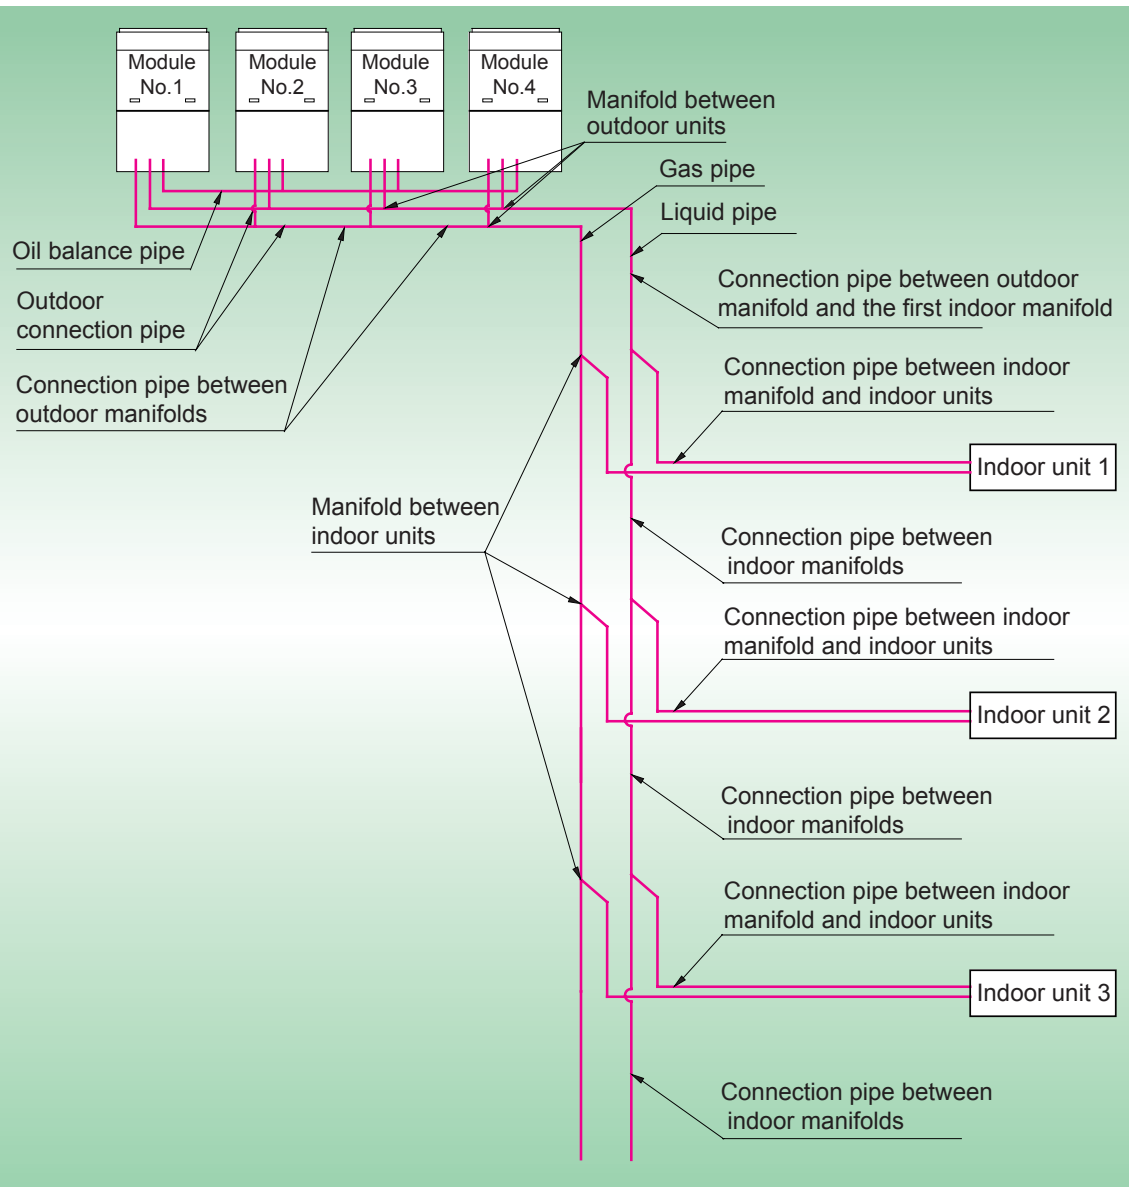 Module
No.1
Module
No.2
Module
No.3
Module
No.4
Manifold between
outdoor units
Gas pipe
Liquid pipe
Oil balance pipe
Outdoor
connection pipe
Connection pipe between outdoor
manifold and the first indoor manifold
Connection pipe between
outdoor manifolds
Connection pipe between indoor
manifold and indoor units
Indoor unit 1
Manifold between
indoor units
Connection pipe between
indoor manifolds
Connection pipe between indoor
manifold and indoor units
Indoor unit 2
Connection pipe between
indoor manifolds
Connection pipe between indoor
manifold and indoor units
Indoor unit 3
Connection pipe between
indoor manifolds